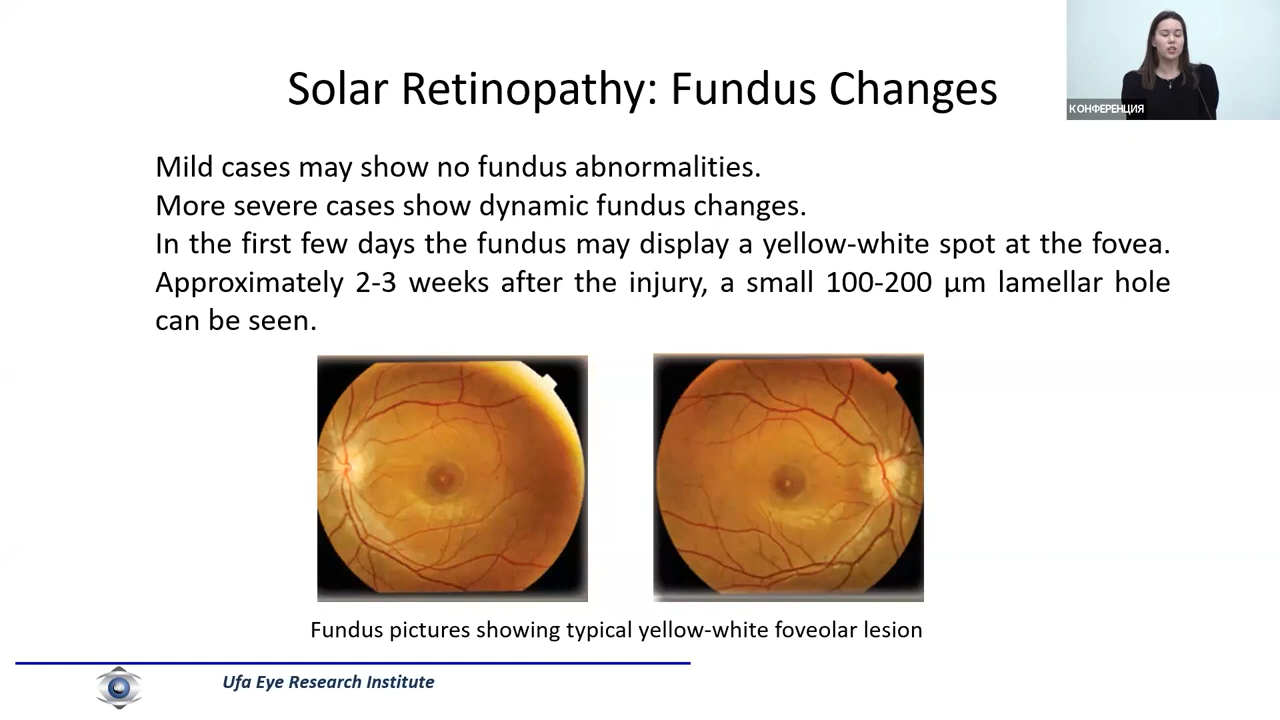 Solar Retinopathy: Fundus Changes
КОНФЕРЕНЦИЯ
Mild cases may show no fundus abnormalities.
More severe cases show dynamic fundus changes.
In the first few days the fundus may display a yellow-white spot at the fovea.
Approximately 2-3 weeks after the injury, a small 100-200 µm lamellar hole
can be seen.
Fundus pictures showing typical yellow-white foveolar lesion
Ufa Eye Research Institute